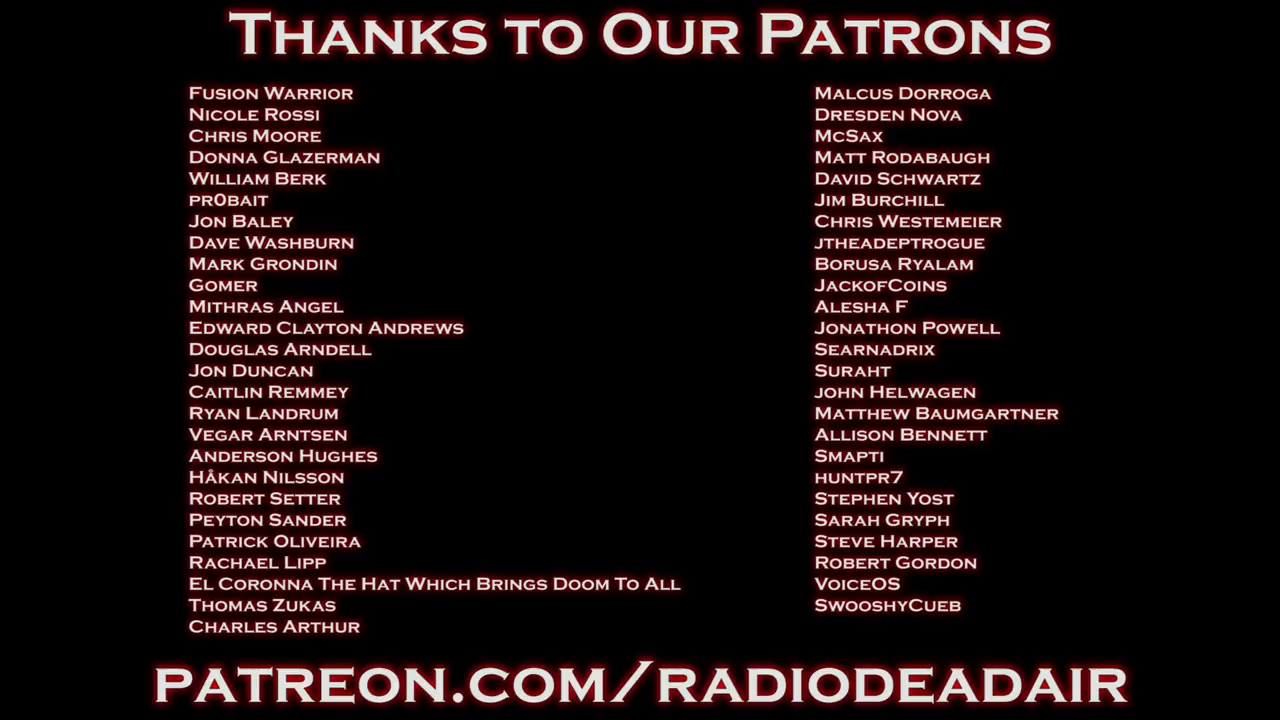 Thanks to Our Patrons
Fusion Warrior
Nicole Rossi
Chris Moore
Donna Glazerman
William Berk
pr0bait
Jon Baley
Dave Washburn
Mark Grondin
Gomer
Mithras Angel
Edward Clayton Andrews
Douglas Arndell
Jon Duncan
Caitlin Remmey
Ryan Landrum
Vegar Arntsen
Anderson Hughes
Håkan Nilsson
Robert Setter
Peyton Sander
Patrick Oliveira
Rachael Lipp
El Coronna The Hat Which Brings Doom To All
Thomas Zukas
Charles Arthur
Malcus Dorroga
Dresden Nova
McSax
Matt Rodabaugh
David Schwartz
Jim Burchill
Chris Westemeier
jtheadeptrogue
Borusa Ryalam
JackofCoins
Alesha F
Jonathon Powell
Searnadrix
Suraht
john Helwagen
Matthew Baumgartner
Allison Bennett
Smapti
huntpr7
Stephen Yost
Sarah Gryph
Steve Harper
Robert Gordon
VoiceOS
SwooshyCueb
patreon.com/radiodeadair